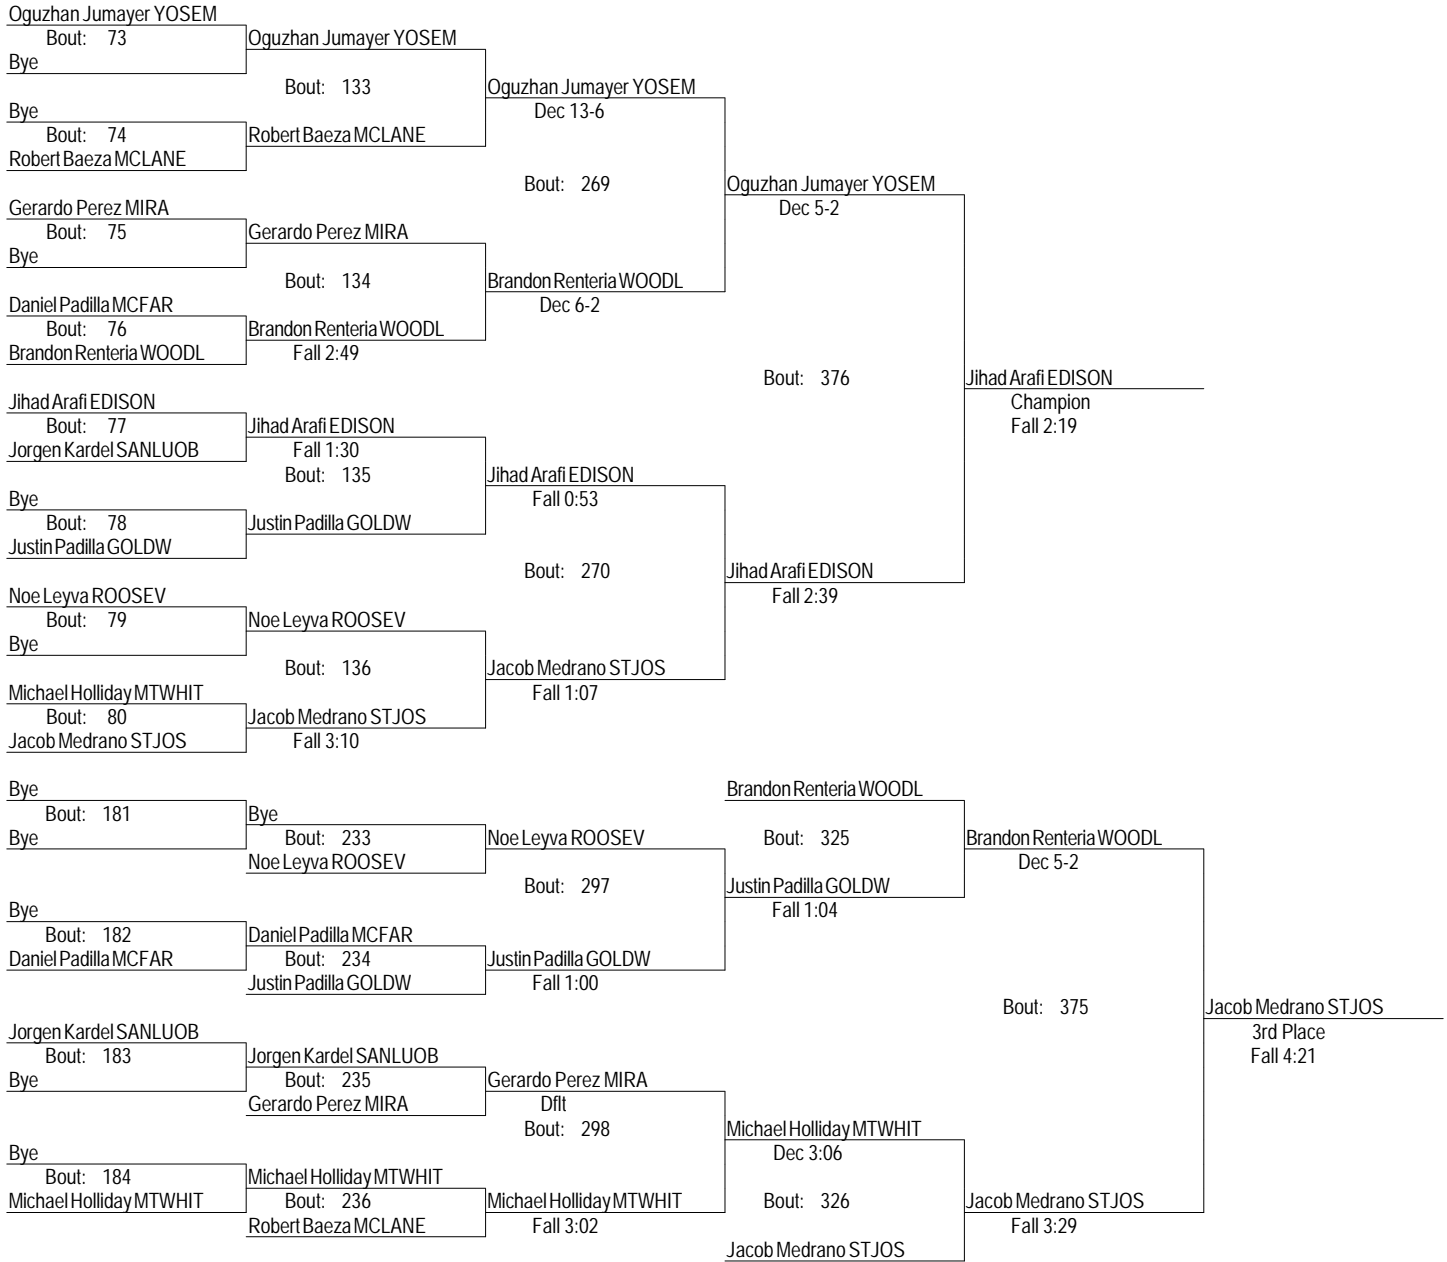 Oguzhan Jumayer YOSEM
Bout: 73
Bye
Oguzhan Jumayer YOSEM
Bout: 133
Oguzhan Jumayer YOSEM
Dec 13-6
Bye
Bout: 74
Robert Baeza MCLANE
Robert Baeza MCLANE
Bout: 269
Oguzhan Jumayer YOSEM
Dec 5-2
Gerardo Perez MIRA
Bout: 75
Bye
Gerardo Perez MIRA
Bout: 134
Brandon Renteria WOODL
Dec 6-2
Daniel Padilla MCFAR
Bout: 76
Brandon Renteria WOODL
Brandon Renteria WOODL
Fall 2:49
Bout: 376
Jihad Arafi EDISON
Champion
Fall 2:19
Jihad Arafi EDISON
Bout: 77
Jorgen Kardel SANLUOB
Jihad Arafi EDISON
Fall 1:30
Bout: 135
Jihad Arafi EDISON
Fall 0:53
Bye
Bout: 78
Justin Padilla GOLDW
Justin Padilla GOLDW
Bout: 270
Jihad Arafi EDISON
Fall 2:39
Noe Leyva ROOSEV
Bout: 79
Bye
Noe Leyva ROOSEV
Bout: 136
Jacob Medrano STJOS
Fall 1:07
Michael Holliday MTWHIT
Bout: 80
Jacob Medrano STJOS
Jacob Medrano STJOS
Fall 3:10
Bye
Bout: 181
Bye
Bye
Bout: 233
Noe Leyva ROOSEV
Noe Leyva ROOSEV
Bout: 297
Brandon Renteria WOODL
Bout: 325
Justin Padilla GOLDW
Fall 1:04
Brandon Renteria WOODL
Dec 5-2
Bye
Bout: 182
Daniel Padilla MCFAR
Daniel Padilla MCFAR
Bout: 234
Justin Padilla GOLDW
Justin Padilla GOLDW
Fall 1:00
Bout: 375
Jacob Medrano STJOS
3rd Place
Fall 4:21
Jorgen Kardel SANLUOB
Bout: 183
Bye
Jorgen Kardel SANLUOB
Bout: 235
Gerardo Perez MIRA
Gerardo Perez MIRA
Dflt
Bout: 298
Michael Holliday MTWHIT
Dec 3:06
Bye
Bout: 184
Michael Holliday MTWHIT
Michael Holliday MTWHIT
Bout: 236
Robert Baeza MCLANE
Michael Holliday MTWHIT
Fall 3:02
Bout: 326
Jacob Medrano STJOS
Jacob Medrano STJOS
Fall 3:29